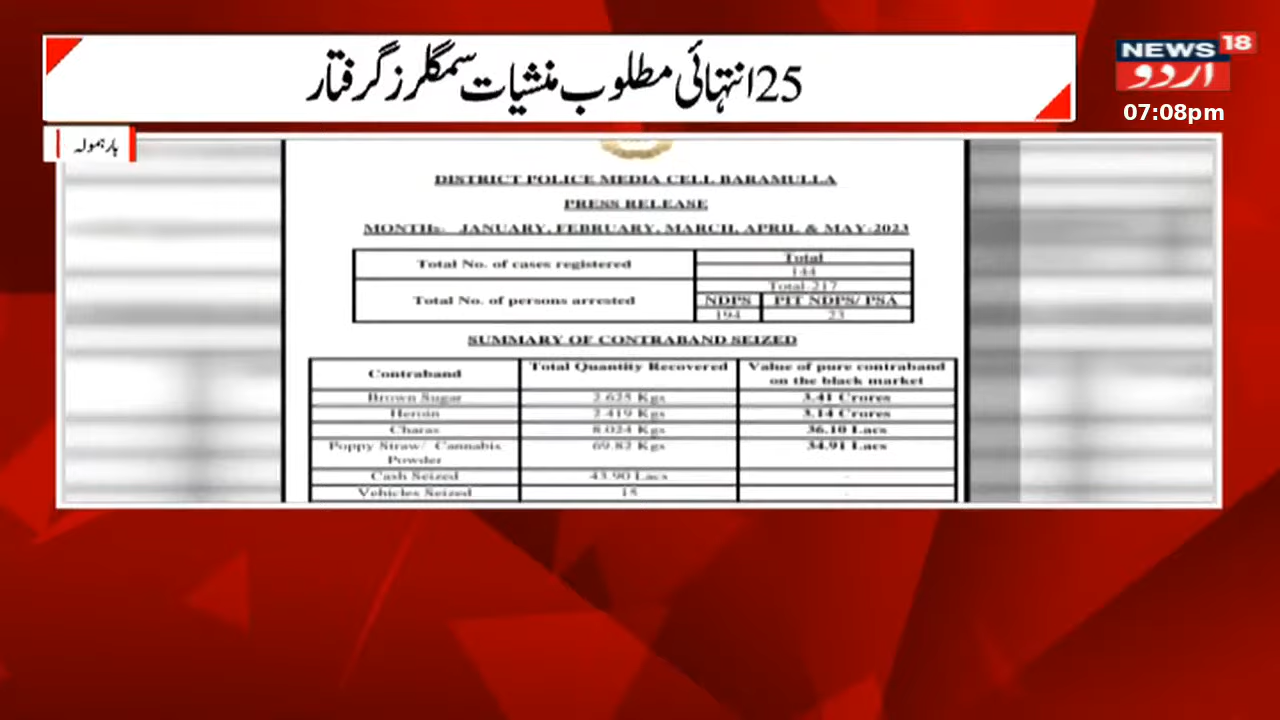 25 انتہائی مطلوب منشیات سمگلرز گرفتار
NEWS 18
اردو
07:08pm
بارہمولہ
DISTRICT POLICE MEDIA CELL BARAMULLA
PRESS RELEASE
MONTHs- JANUARY, FEBRUARY, MARCH, APRIL & MAY-2023
Total No. of cases registered
Total
144
Total No. of persons arrested
Total-217
NDPS PIT NDPS/ PSA
194 23
SUMMARY OF CONTRABAND SEIZED
Contraband Total Quantity Recovered Value of pure contraband on the black market
Brown Sugar 2.625 Kgs 3.41 Crores
Heroin 2.419 Kgs 3.14 Crores
Charas 8.024 Kgs 36.10 Lacs
Poppy Straw/ Cannabis Powder 69.82 Kgs 34.91 Lacs
Cash Seized 43.90 Lacs -
Vehicles Seized 15 -